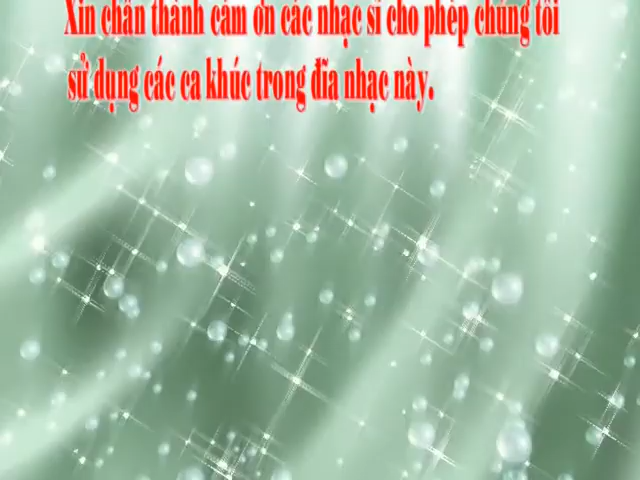 Xin chân thành cám ơn các nhạc sĩ cho phép chúng tôi
sử dụng các ca khúc trong đĩa nhạc này.